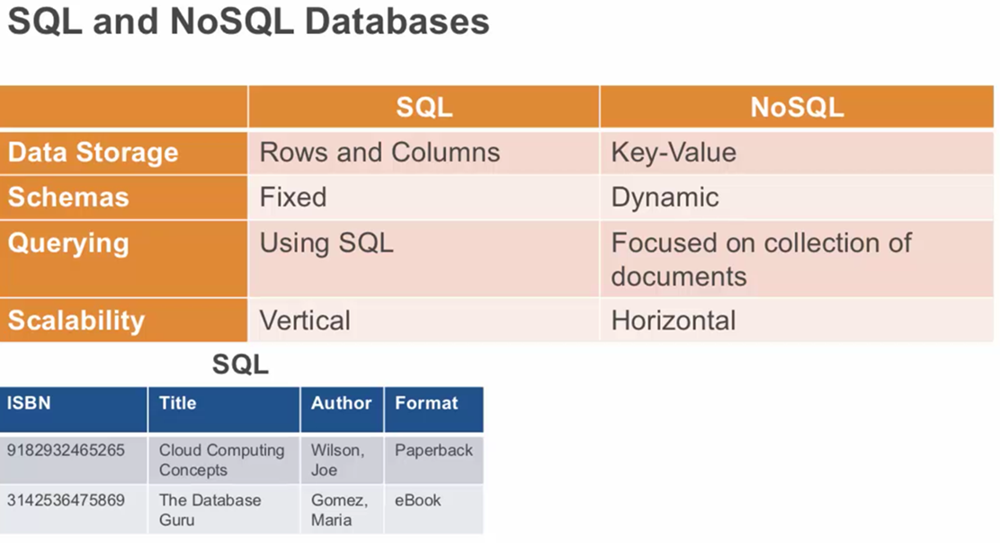 SQL and NoSQL Databases
SQL NoSQL
Data Storage Rows and Columns Key-Value
Schemas Fixed Dynamic
Querying Using SQL Focused on collection of
documents
Scalability Vertical Horizontal
SQL
ISBN Title Author Format
9182932465265 Cloud Computing Wilson, Paperback
Concepts Joe
3142536475869 The Database Gomez, eBook
Guru Maria